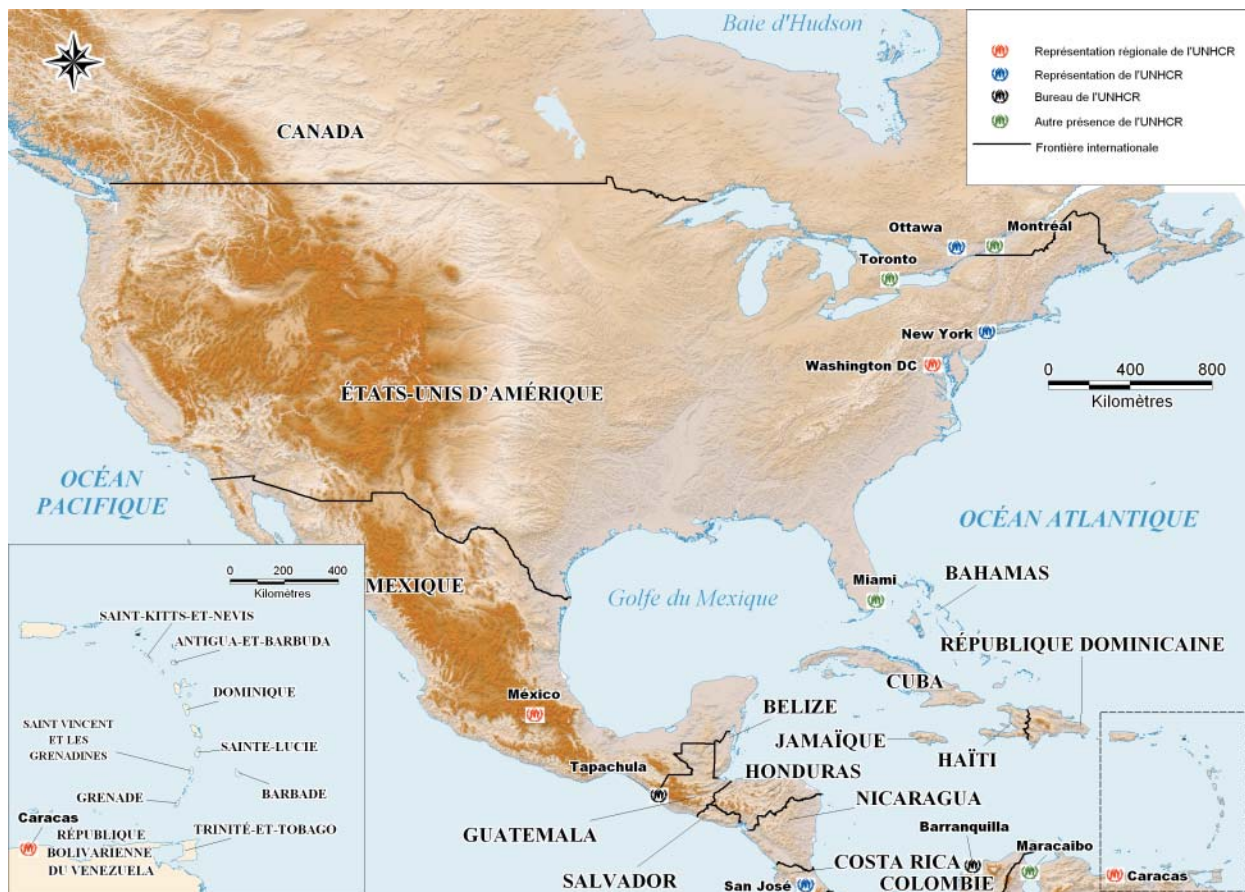 Baie d'Hudson
Représentation régionale de l'UNHCR
Représentation de l'UNHCR
Bureau de l'UNHCR
Autre présence de l'UNHCR
Frontière internationale
CANADA
Ottawa
Montréal
Toronto
New York
Washington DC
0 400 800
Kilomètres
ÉTATS-UNIS D'AMÉRIQUE
OCÉAN
PACIFIQUE
OCÉAN ATLANTIQUE
MEXIQUE
Golfe du Mexique
Miami
BAHAMAS
RÉPUBLIQUE DOMINICAINE
CUBA
México
BELIZE
JAMAÏQUE
HAÏTI
Tapachula
HONDURAS
NICARAGUA
GUATEMALA
Barranquilla
Maracaibo
COSTA RICA
SALVADOR
San José
COLOMBIE
Caracas
0 200 400
Kilomètres
SAINT-KITTS-ET-NEVIS
ANTIGUA-ET-BARBUDA
DOMINIQUE
SAINT VINCENT
ET LES
GRENADINES
SAINTE-LUCIE
GRENADE
BARBADE
Caracas
TRINITÉ-ET-TOBAGO
RÉPUBLIQUE
BOLIVARIENNE
DU VENEZUELA